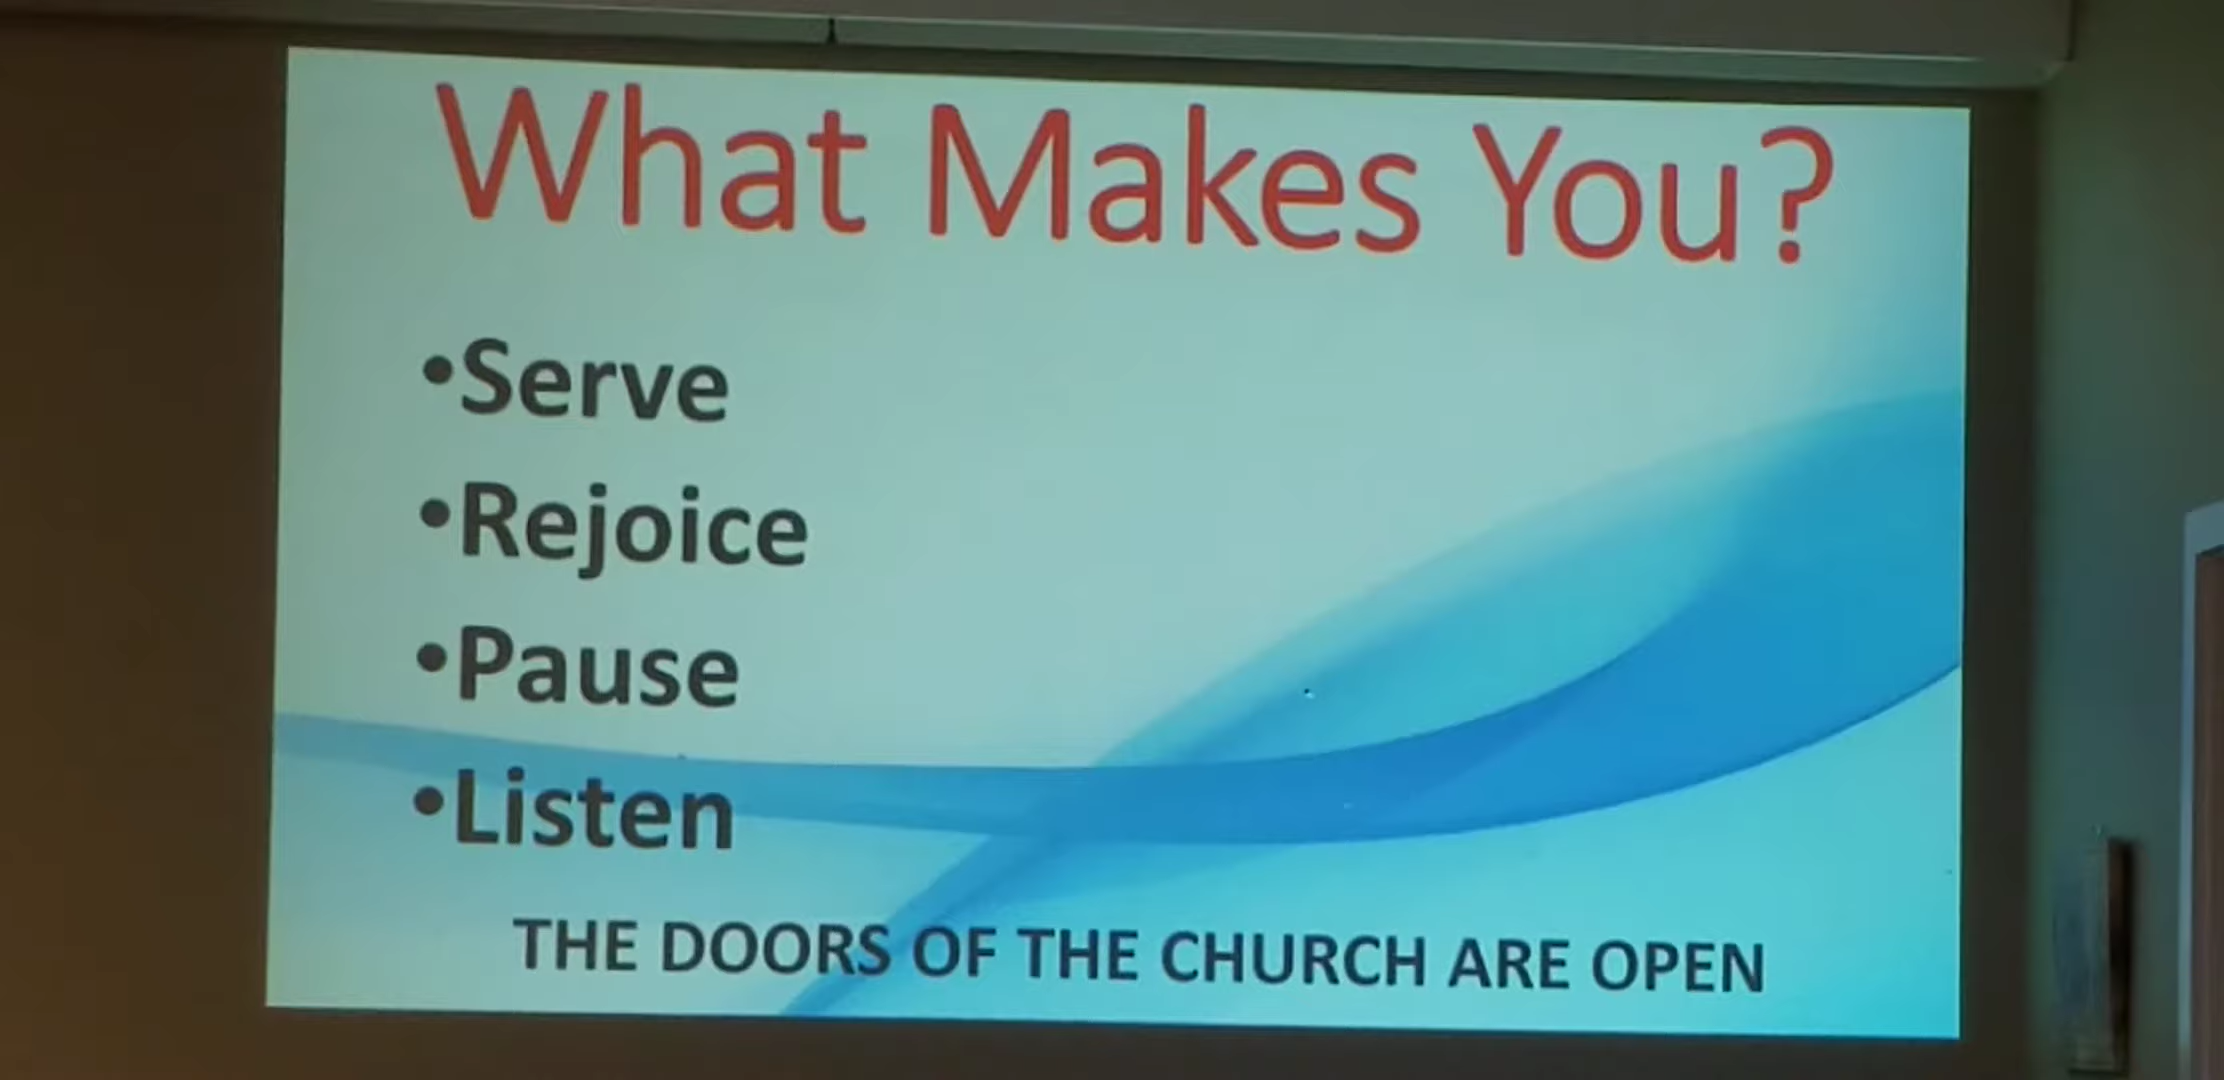 What Makes You?
•Serve
•Rejoice
•Pause
•Listen
THE DOORS OF THE CHURCH ARE OPEN